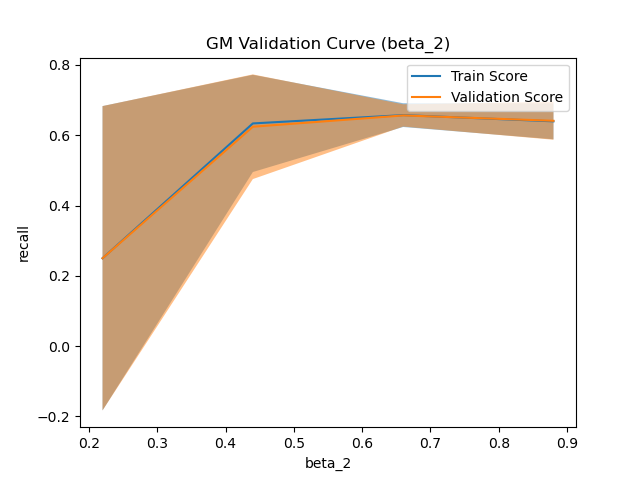 GM Validation Curve (beta_2)
Train Score
Validation Score
recall
0.8
0.6
0.4
0.2
0.0
−0.2
0.2 0.3 0.4 0.5 0.6 0.7 0.8 0.9
beta_2